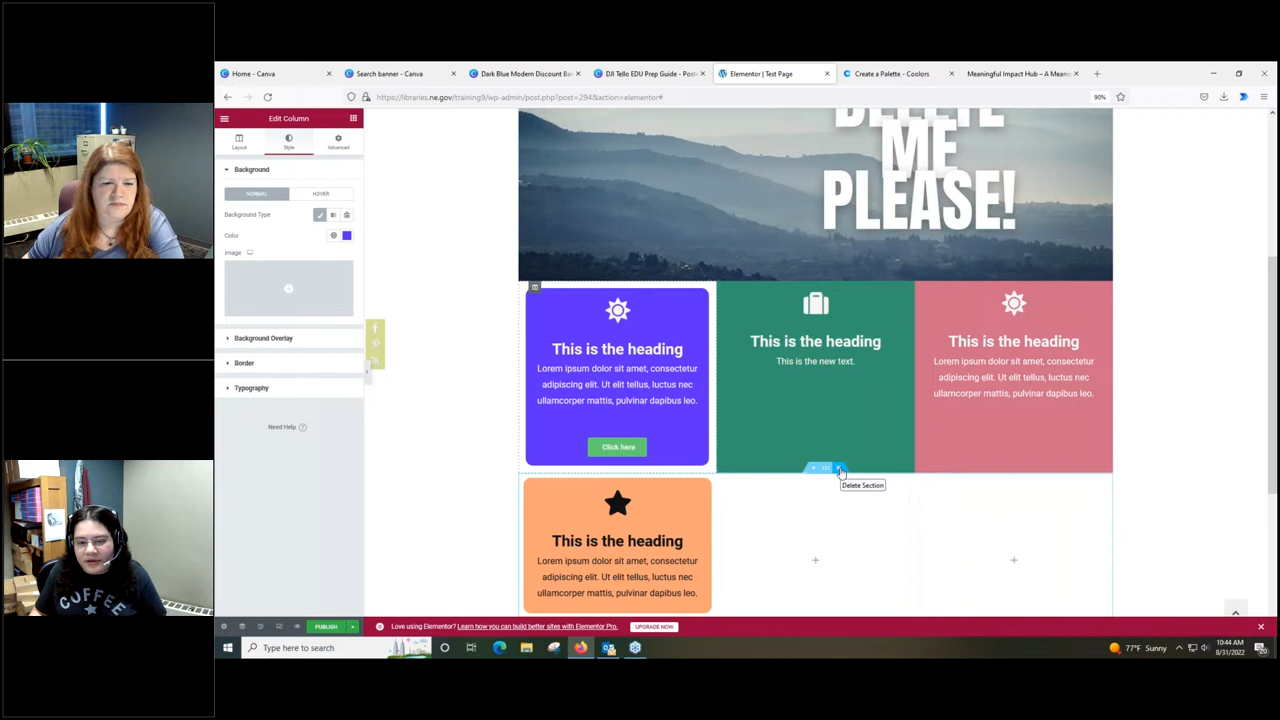 Home - Canva
Search banner - Canva
Dark Blue Modern Discount Ba
DJI Tello EDU Prep Guide - Poste
Elementor | Test Page
Create a Palette - Coolors
Meaningful Impact Hub – A Mean
https://libraries.ne.gov/training9/wp-admin/post.php?post=294&action=elementor#
90%
Edit Column
Layout
Style
Advanced
Background
NORMAL
HOVER
Background Type
Color
Image
Background Overlay
Border
Typography
Need Help
ME
PLEASE!
This is the heading
Lorem ipsum dolor sit amet, consectetur
adipiscing elit. Ut elit tellus, luctus nec
ullamcorper mattis, pulvinar dapibus leo.
Click here
This is the heading
This is the new text.
This is the heading
Lorem ipsum dolor sit amet, consectetur
adipiscing elit. Ut elit tellus, luctus nec
ullamcorper mattis, pulvinar dapibus leo.
Delete Section
This is the heading
Lorem ipsum dolor sit amet, consectetur
adipiscing elit. Ut elit tellus, luctus nec
ullamcorper mattis, pulvinar dapibus leo.
COFFEE
PUBLISH
Love using Elementor? Learn how you can build better sites with Elementor Pro.
UPGRADE NOW
Type here to search
77°F Sunny
10:44 AM
8/31/2022
20